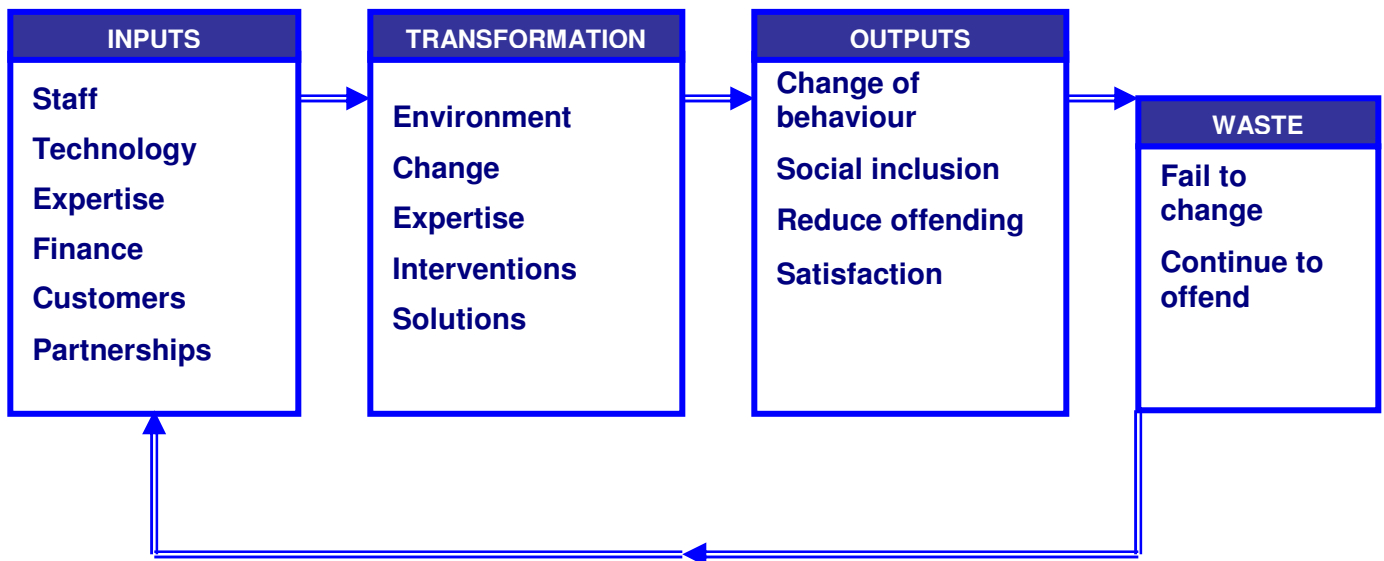 INPUTS
Staff
Technology
Expertise
Finance
Customers
Partnerships
TRANSFORMATION
Environment
Change
Expertise
Interventions
Solutions
OUTPUTS
Change of
behaviour
Social inclusion
Reduce offending
Satisfaction
WASTE
Fail to
change
Continue to
offend